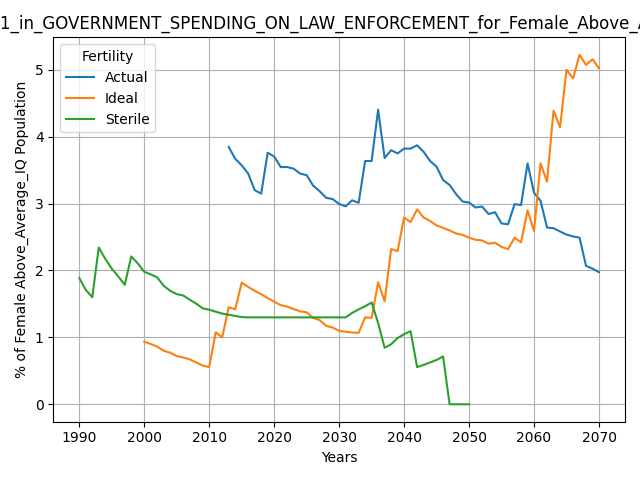 1_in_GOVERNMENT_SPENDING_ON_LAW_ENFORCEMENT_for_Female_Above_A
Fertility
Actual
Ideal
Sterile
% of Female Above_Average_IQ Population
5
4
3
2
1
0
1990 2000 2010 2020 2030 2040 2050 2060 2070
Years